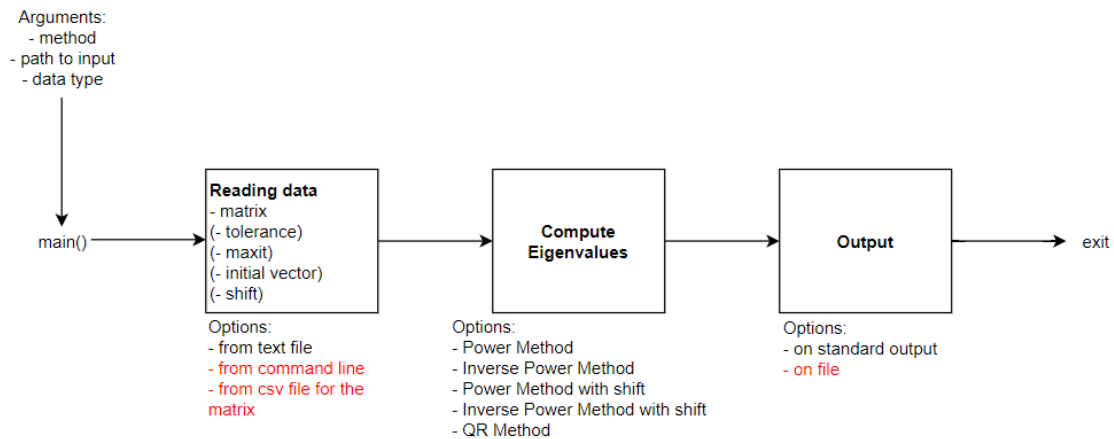 Arguments:
- method
- path to input
- data type
main()
Reading data
- matrix
(- tolerance)
(- maxit)
(- initial vector)
(- shift)
Options:
- from text file
- from command line
- from csv file for the
matrix
Compute
Eigenvalues
Options:
- Power Method
- Inverse Power Method
- Power Method with shift
- Inverse Power Method with shift
- QR Method
Output
Options:
- on standard output
- on file
exit